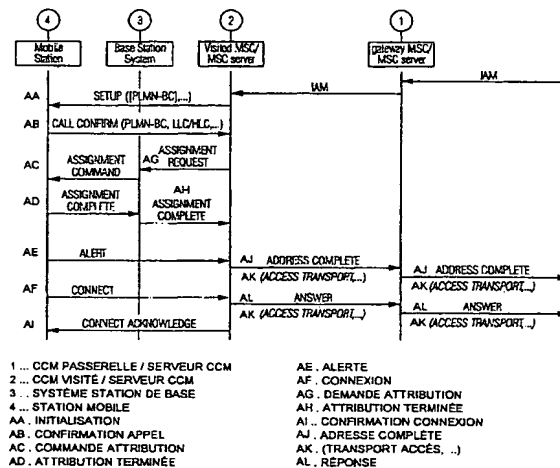 4 3 2 1
Mobile Station
Base Station System
Visited MSC/ MSC server
gateway MSC/ MSC server
IAM
IAM
AA SETUP ([PLMN-BC],...)
AB CALL CONFIRM (PLMN-BC, LLC/HLC,...)
AG ASSIGNMENT REQUEST
AC ASSIGNMENT COMMAND
AD ASSIGNMENT COMPLETE
AH ASSIGNMENT COMPLETE
AE ALERT
AJ ADDRESS COMPLETE
AK (ACCESS TRANSPORT,...)
AJ ADDRESS COMPLETE
AK (ACCESS TRANSPORT,...)
AF CONNECT
AL ANSWER
AK (ACCESS TRANSPORT,...)
AL ANSWER
AK (ACCESS TRANSPORT,...)
AI CONNECT ACKNOWLEDGE
1 ... CCM PASSERELLE / SERVEUR CCM
2 ... CCM VISITÉ / SERVEUR CCM
3 . . SYSTÈME STATION DE BASE
4 ... STATION MOBILE
AA . INITIALISATION
AB . CONFIRMATION APPEL
AC . COMMANDE ATTRIBUTION
AD . ATTRIBUTION TERMINÉE
AE . ALERTE
AF . CONNEXION
AG . DEMANDE ATTRIBUTION
AH . ATTRIBUTION TERMINÉE
AI . . CONFIRMATION CONNEXION
AJ . ADRESSE COMPLÈTE
AK . (TRANSPORT ACCÈS, ..)
AL . RÉPONSE